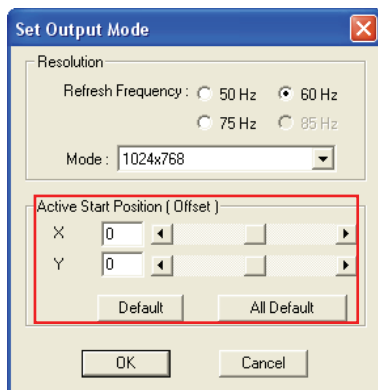 Set Output Mode
Resolution
Refresh Frequency : 50 Hz 60 Hz
75 Hz 85 Hz
Mode : 1024x768
Active Start Position ( Offset )
X 0
Y 0
Default All Default
OK Cancel